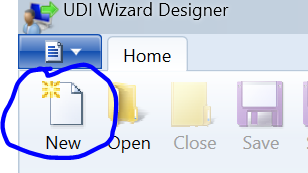 UDI Wizard Designer
Home
New Open Close Save S